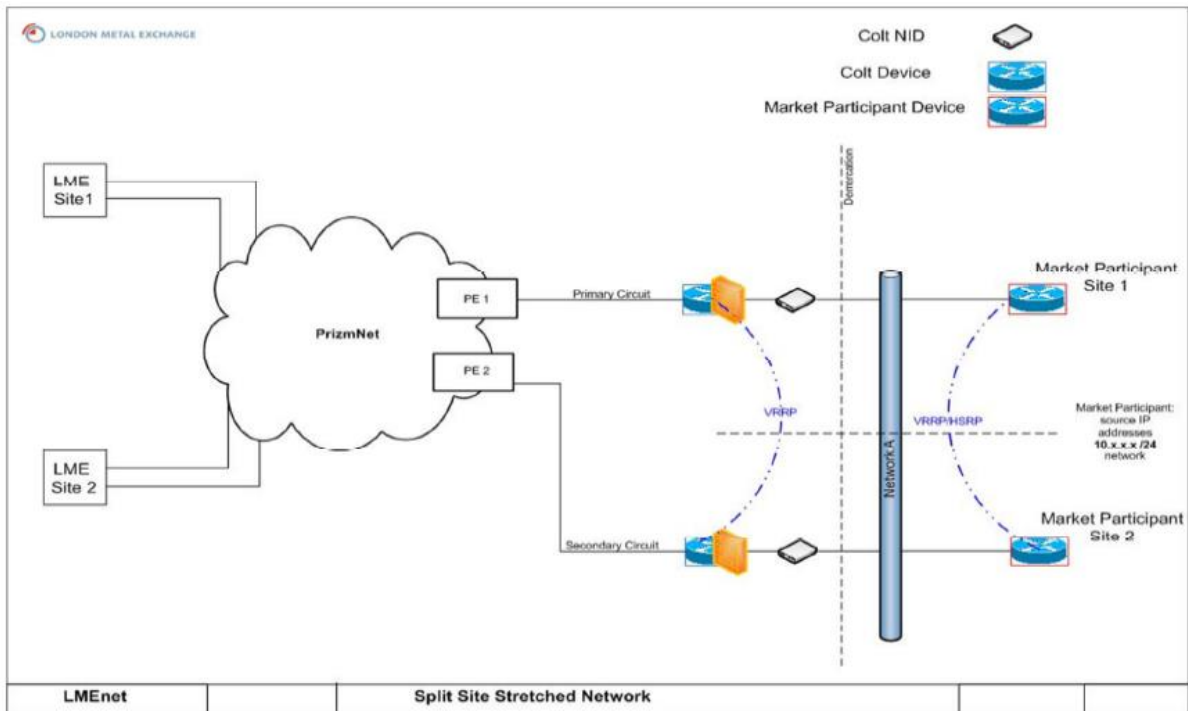 LONDON METAL EXCHANGE
Colt NID
Colt Device
Market Participant Device
LME
Site1
Demercation
PE 1
Primary Circuit
Market Participant
Site 1
PrizmNet
PE 2
VRRP
VRRP/HSRP
Market Participant:
source IP
addresses
10.x.x.x /24
network
Network A
LME
Site 2
Secondary Circuit
Market Participant
Site 2
LMEnet
Split Site Stretched Network